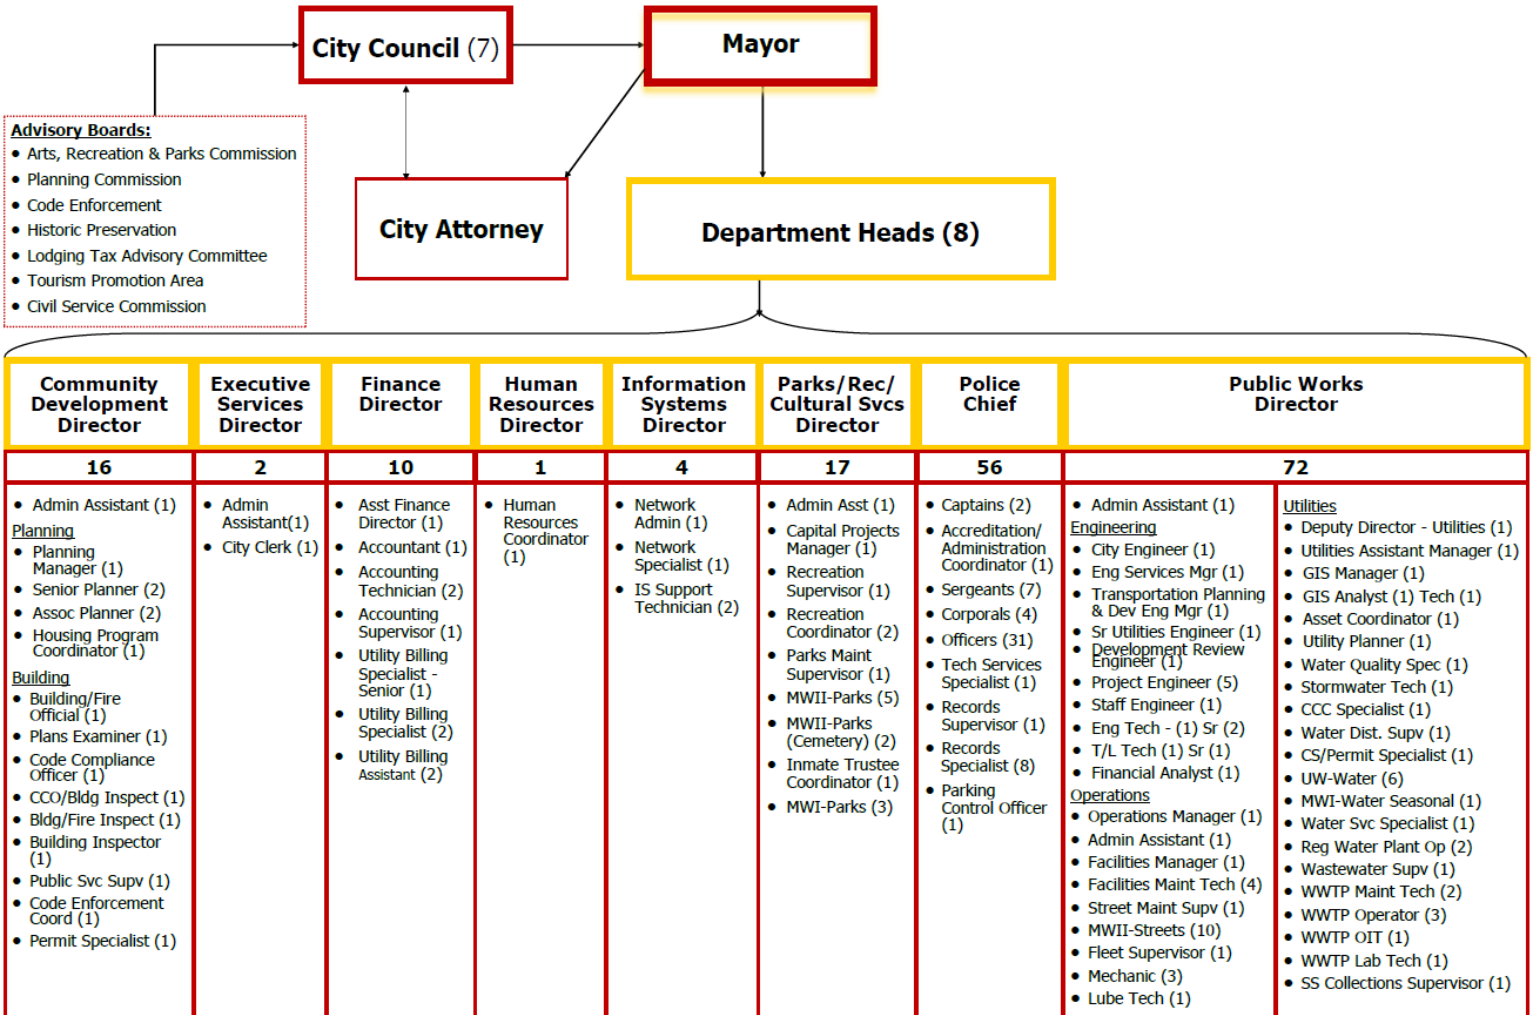 City Council (7)
Mayor
Advisory Boards:
• Arts, Recreation & Parks Commission
• Planning Commission
• Code Enforcement
• Historic Preservation
• Lodging Tax Advisory Committee
• Tourism Promotion Area
• Civil Service Commission
City Attorney
Department Heads (8)
Community
Development
Director
16
• Admin Assistant (1)
Planning
• Planning
Manager (1)
• Senior Planner (2)
• Assoc Planner (2)
• Housing Program
Coordinator (1)
Building
• Building/Fire
Official (1)
• Plans Examiner (1)
• Code Compliance
Officer (1)
• CCO/Bldg Inspect (1)
• Bldg/Fire Inspect (1)
• Building Inspector
(1)
• Public Svc Supv (1)
• Code Enforcement
Coord (1)
• Permit Specialist (1)
Executive
Services
Director
2
• Admin
Assistant(1)
• City Clerk (1)
Finance
Director
10
• Asst Finance
Director (1)
• Accountant (1)
• Accounting
Technician (2)
• Accounting
Supervisor (1)
• Utility Billing
Specialist -
Senior (1)
• Utility Billing
Specialist (2)
• Utility Billing
Assistant (2)
Human
Resources
Director
1
• Human
Resources
Coordinator
(1)
Information
Systems
Director
4
• Network
Admin (1)
• Network
Specialist (1)
• IS Support
Technician (2)
Parks/Rec/
Cultural Svcs
Director
17
• Admin Asst (1)
• Capital Projects
Manager (1)
• Recreation
Supervisor (1)
• Recreation
Coordinator (2)
• Parks Maint
Supervisor (1)
• MWII-Parks (5)
• MWII-Parks
(Cemetery) (2)
• Inmate Trustee
Coordinator (1)
• MWI-Parks (3)
Police
Chief
56
• Captains (2)
• Accreditation/
Administration
Coordinator (1)
• Sergeants (7)
• Corporals (4)
• Officers (31)
• Tech Services
Specialist (1)
• Records
Supervisor (1)
• Records
Specialist (8)
• Parking
Control Officer
(1)
Public Works
Director
72
• Admin Assistant (1)
Engineering
• City Engineer (1)
• Eng Services Mgr (1)
• Transportation Planning
& Dev Eng Mgr (1)
• Sr Utilities Engineer (1)
• Development Review
Engineer (1)
• Project Engineer (5)
• Staff Engineer (1)
• Eng Tech - (1) Sr (2)
• T/L Tech (1) Sr (1)
• Financial Analyst (1)
Operations
• Operations Manager (1)
• Admin Assistant (1)
• Facilities Manager (1)
• Facilities Maint Tech (4)
• Street Maint Supv (1)
• MWII-Streets (10)
• Fleet Supervisor (1)
• Mechanic (3)
• Lube Tech (1)
Utilities
• Deputy Director - Utilities (1)
• Utilities Assistant Manager (1)
• GIS Manager (1)
• GIS Analyst (1) Tech (1)
• Asset Coordinator (1)
• Utility Planner (1)
• Water Quality Spec (1)
• Stormwater Tech (1)
• CCC Specialist (1)
• Water Dist. Supv (1)
• CS/Permit Specialist (1)
• UW-Water (6)
• MWI-Water Seasonal (1)
• Water Svc Specialist (1)
• Reg Water Plant Op (2)
• Wastewater Supv (1)
• WWTP Maint Tech (2)
• WWTP Operator (3)
• WWTP OIT (1)
• WWTP Lab Tech (1)
• SS Collections Supervisor (1)